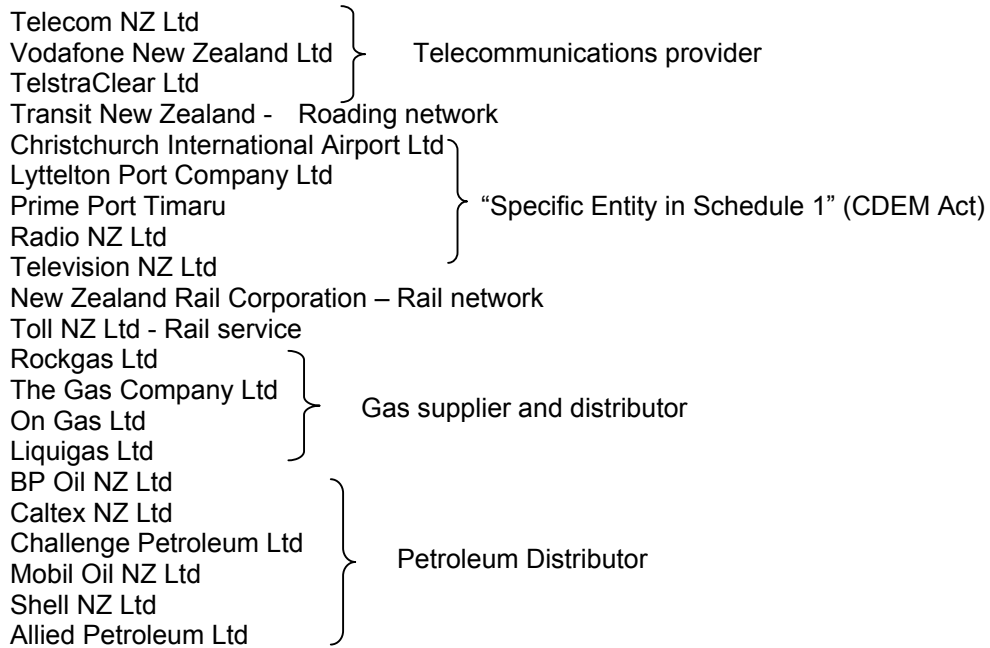 Telecom NZ Ltd
Vodafone New Zealand Ltd Telecommunications provider
TelstraClear Ltd
Transit New Zealand - Roading network
Christchurch International Airport Ltd
Lyttelton Port Company Ltd
Prime Port Timaru “Specific Entity in Schedule 1” (CDEM Act)
Radio NZ Ltd
Television NZ Ltd
New Zealand Rail Corporation – Rail network
Toll NZ Ltd - Rail service
Rockgas Ltd
The Gas Company Ltd
On Gas Ltd Gas supplier and distributor
Liquigas Ltd
BP Oil NZ Ltd
Caltex NZ Ltd
Challenge Petroleum Ltd
Mobil Oil NZ Ltd Petroleum Distributor
Shell NZ Ltd
Allied Petroleum Ltd